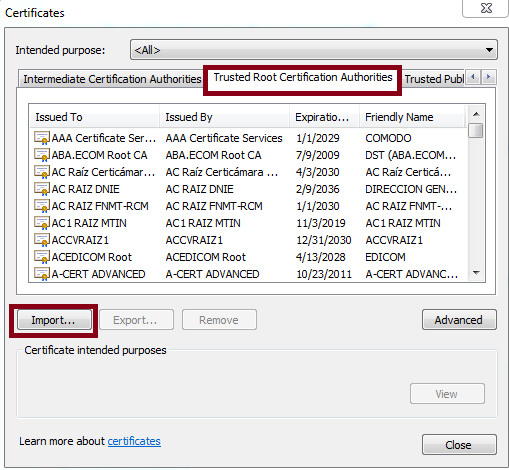 Certificates
Intended purpose: <All>
Intermediate Certification Authorities Trusted Root Certification Authorities Trusted Publ
Issued To Issued By Expiratio... Friendly Name
AAA Certificate Ser... AAA Certificate Services 1/1/2029 COMODO
ABA.ECOM Root CA ABA.ECOM Root CA 7/9/2009 DST (ABA.ECOM...
AC Raíz Certicámar... AC Raíz Certicámara ... 4/3/2030 AC Raíz Certicá...
AC RAIZ DNIE AC RAIZ DNIE 2/9/2036 DIRECCION GEN...
AC RAIZ FNMT-RCM AC RAIZ FNMT-RCM 1/1/2030 AC RAIZ FNMT-...
AC1 RAIZ MTIN AC1 RAIZ MTIN 11/3/2019 AC1 RAIZ MTIN
ACCVRAIZ1 ACCVRAIZ1 12/31/2030 ACCVRAIZ1
ACEDICOM Root ACEDICOM Root 4/13/2028 EDICOM
A-CERT ADVANCED A-CERT ADVANCED 10/23/2011 A-CERT ADVANC...
Import... Export... Remove Advanced
Certificate intended purposes
View
Learn more about certificates
Close